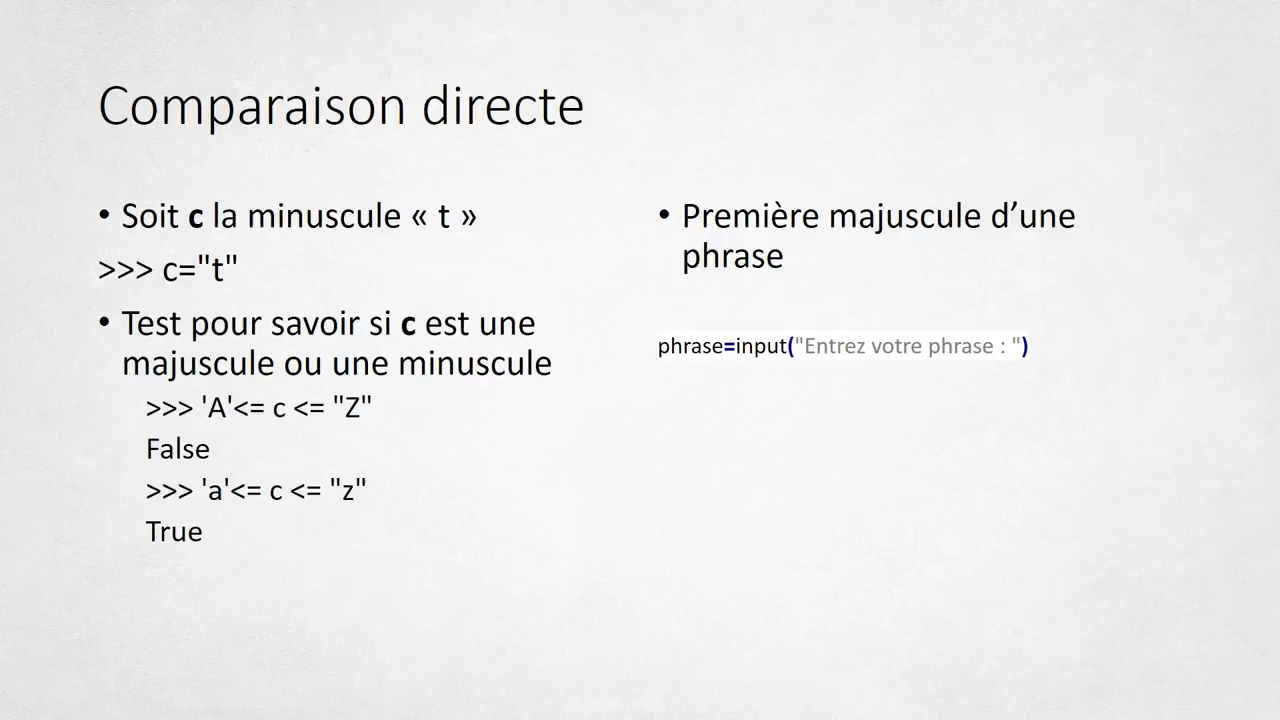 Comparaison directe
• Soit c la minuscule « t »
>>> c="t"
• Test pour savoir si c est une
majuscule ou une minuscule
>>> 'A'<= c <= "Z"
False
>>> 'a'<= c <= "z"
True
• Première majuscule d’une
phrase
phrase=input("Entrez votre phrase : ")